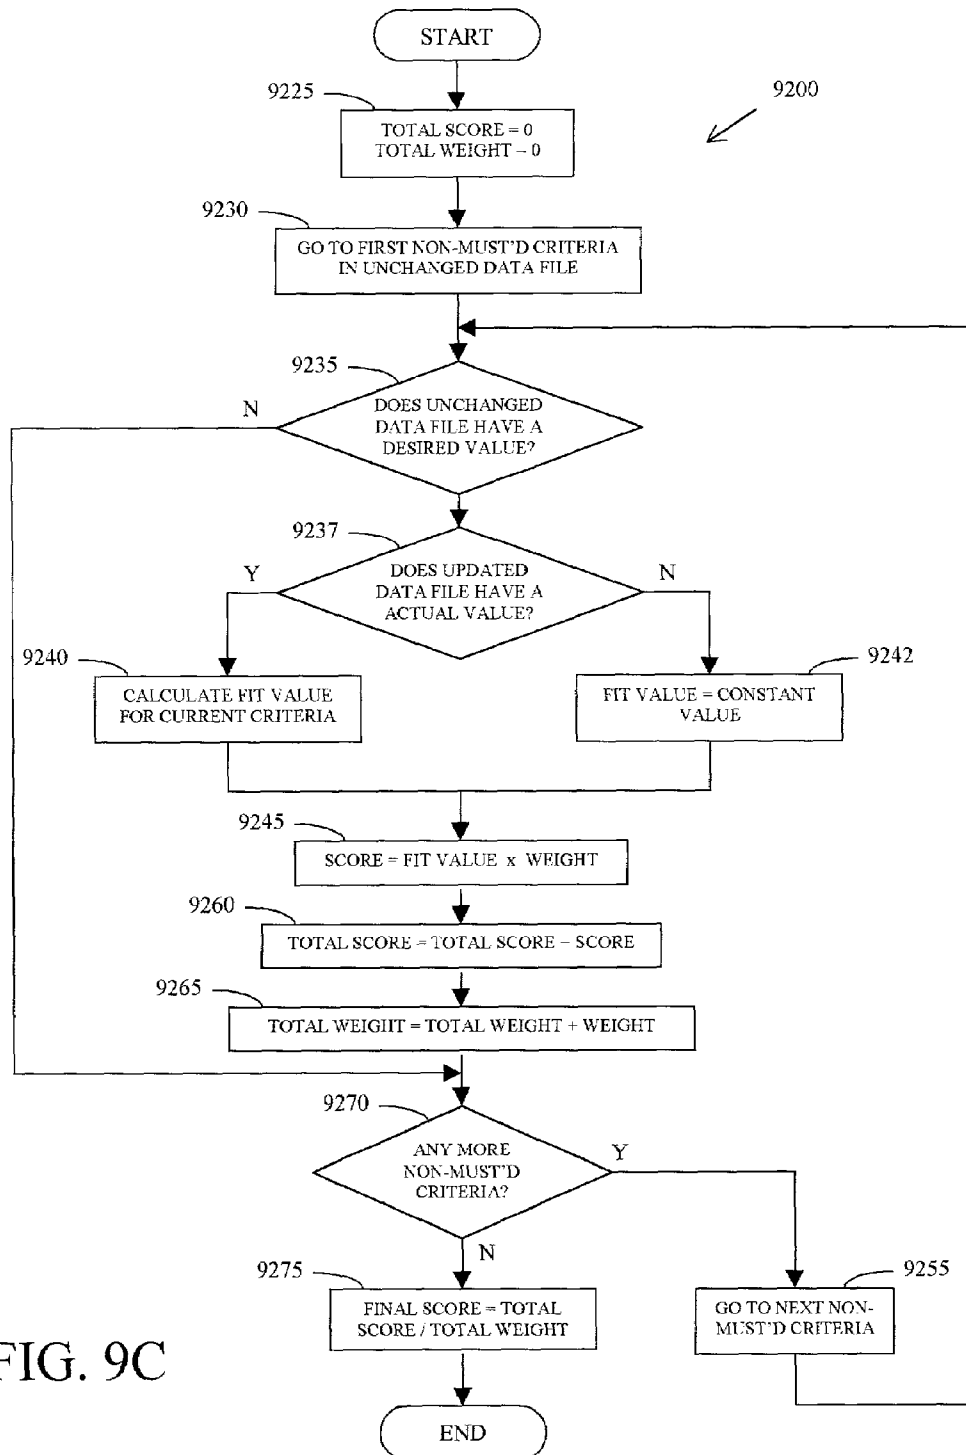 START
9225
9200
TOTAL SCORE = 0
TOTAL WEIGHT – 0
9230
GO TO FIRST NON-MUST'D CRITERIA
IN UNCHANGED DATA FILE
9235
N
DOES UNCHANGED
DATA FILE HAVE A
DESIRED VALUE?
9237
Y
DOES UPDATED
DATA FILE HAVE A
ACTUAL VALUE?
N
9240
CALCULATE FIT VALUE
FOR CURRENT CRITERIA
9242
FIT VALUE = CONSTANT
VALUE
9245
SCORE = FIT VALUE x WEIGHT
9260
TOTAL SCORE = TOTAL SCORE – SCORE
9265
TOTAL WEIGHT = TOTAL WEIGHT + WEIGHT
9270
ANY MORE
NON-MUST'D
CRITERIA?
Y
N
9275
FINAL SCORE = TOTAL
SCORE / TOTAL WEIGHT
9255
GO TO NEXT NON-
MUST'D CRITERIA
FIG. 9C
END